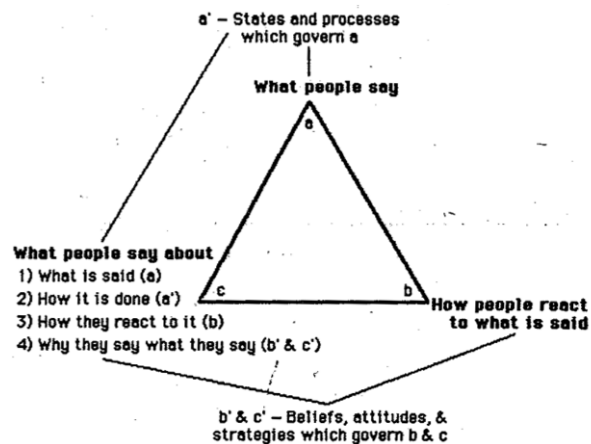 a' – States and processes
which govern a
What people say
a
What people say about
1) What is said (a)
2) How it is done (a')
3) How they react to it (b)
4) Why they say what they say (b' & c')
c
b
How people react
to what is said
b' & c' – Beliefs, attitudes, &
strategies which govern b & c